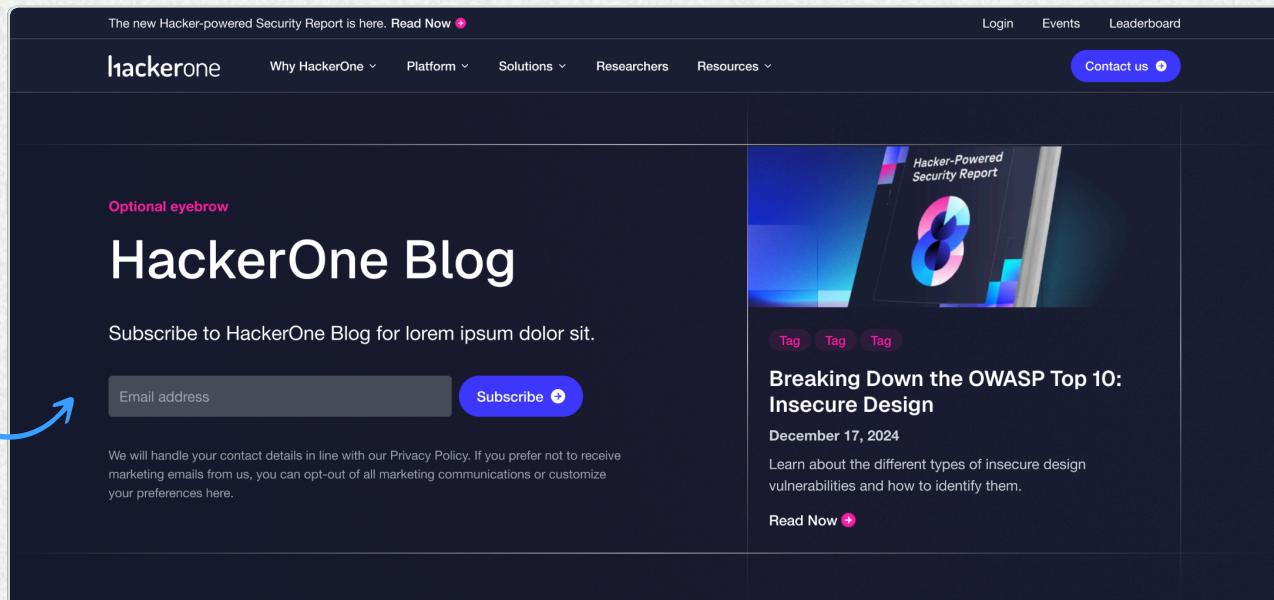 The new Hacker-powered Security Report is here. Read Now
Login Events Leaderboard
hackerone
Why HackerOne Platform Solutions Researchers Resources
Contact us
Optional eyebrow
HackerOne Blog
Subscribe to HackerOne Blog for lorem ipsum dolor sit.
Email address
Subscribe
We will handle your contact details in line with our Privacy Policy. If you prefer not to receive
marketing emails from us, you can opt-out of all marketing communications or customize
your preferences here.
Hacker-Powered
Security Report
8
Tag Tag Tag
Breaking Down the OWASP Top 10:
Insecure Design
December 17, 2024
Learn about the different types of insecure design
vulnerabilities and how to identify them.
Read Now